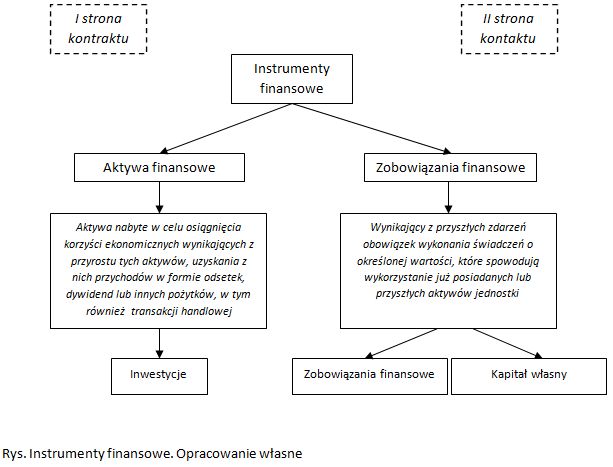 I strona
kontraktu
II strona
kontaktu
Instrumenty
finansowe
Aktywa finansowe
Zobowiązania finansowe
Aktywa nabyte w celu osiągnięcia
korzyści ekonomicznych wynikających z
przyrostu tych aktywów, uzyskania z
nich przychodów w formie odsetek,
dywidend lub innych pożytków, w tym
również transakcji handlowej
Wynikający z przyszłych zdarzeń
obowiązek wykonania świadczeń o
określonej wartości, które spowodują
wykorzystanie już posiadanych lub
przyszłych aktywów jednostki
Inwestycje
Zobowiązania finansowe
Kapitał własny
Rys. Instrumenty finansowe. Opracowanie własne